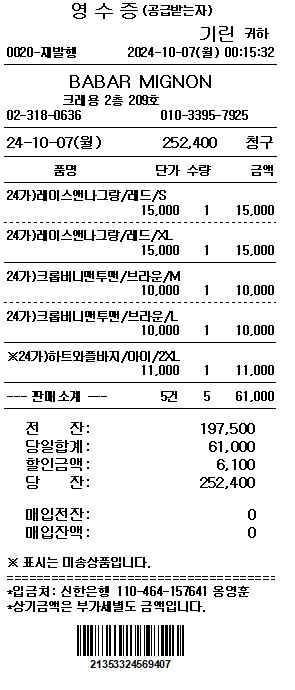 영 수 증(공급받는자)
기린 귀하
0020-재발행 2024-10-07(월) 00:15:32
BABAR MIGNON
크레용 2층 209호
02-318-0636 010-3395-7925
24-10-07(월) 252,400 청구
품명 단가 수량 금액
24가)레이스앤나그랑/레드/S
15,000 1 15,000
24가)레이스앤나그랑/레드/XL
15,000 1 15,000
24가)크롭버니맨투맨/브라운/M
10,000 1 10,000
24가)크롭버니맨투맨/브라운/L
10,000 1 10,000
※24가)하트와플바지/아이/2XL
11,000 1 11,000
--- 판매 소계 --- 5건 5 61,000
전 잔: 197,500
당일합계: 61,000
할인금액: 6,100
당 잔: 252,400
매입전잔: 0
매입잔액: 0
※ 표시는 미송상품입니다.
*입금처: 신한은행 110-464-157641 옹영훈
*상기금액은 부가세별도 금액입니다.
21353324569407